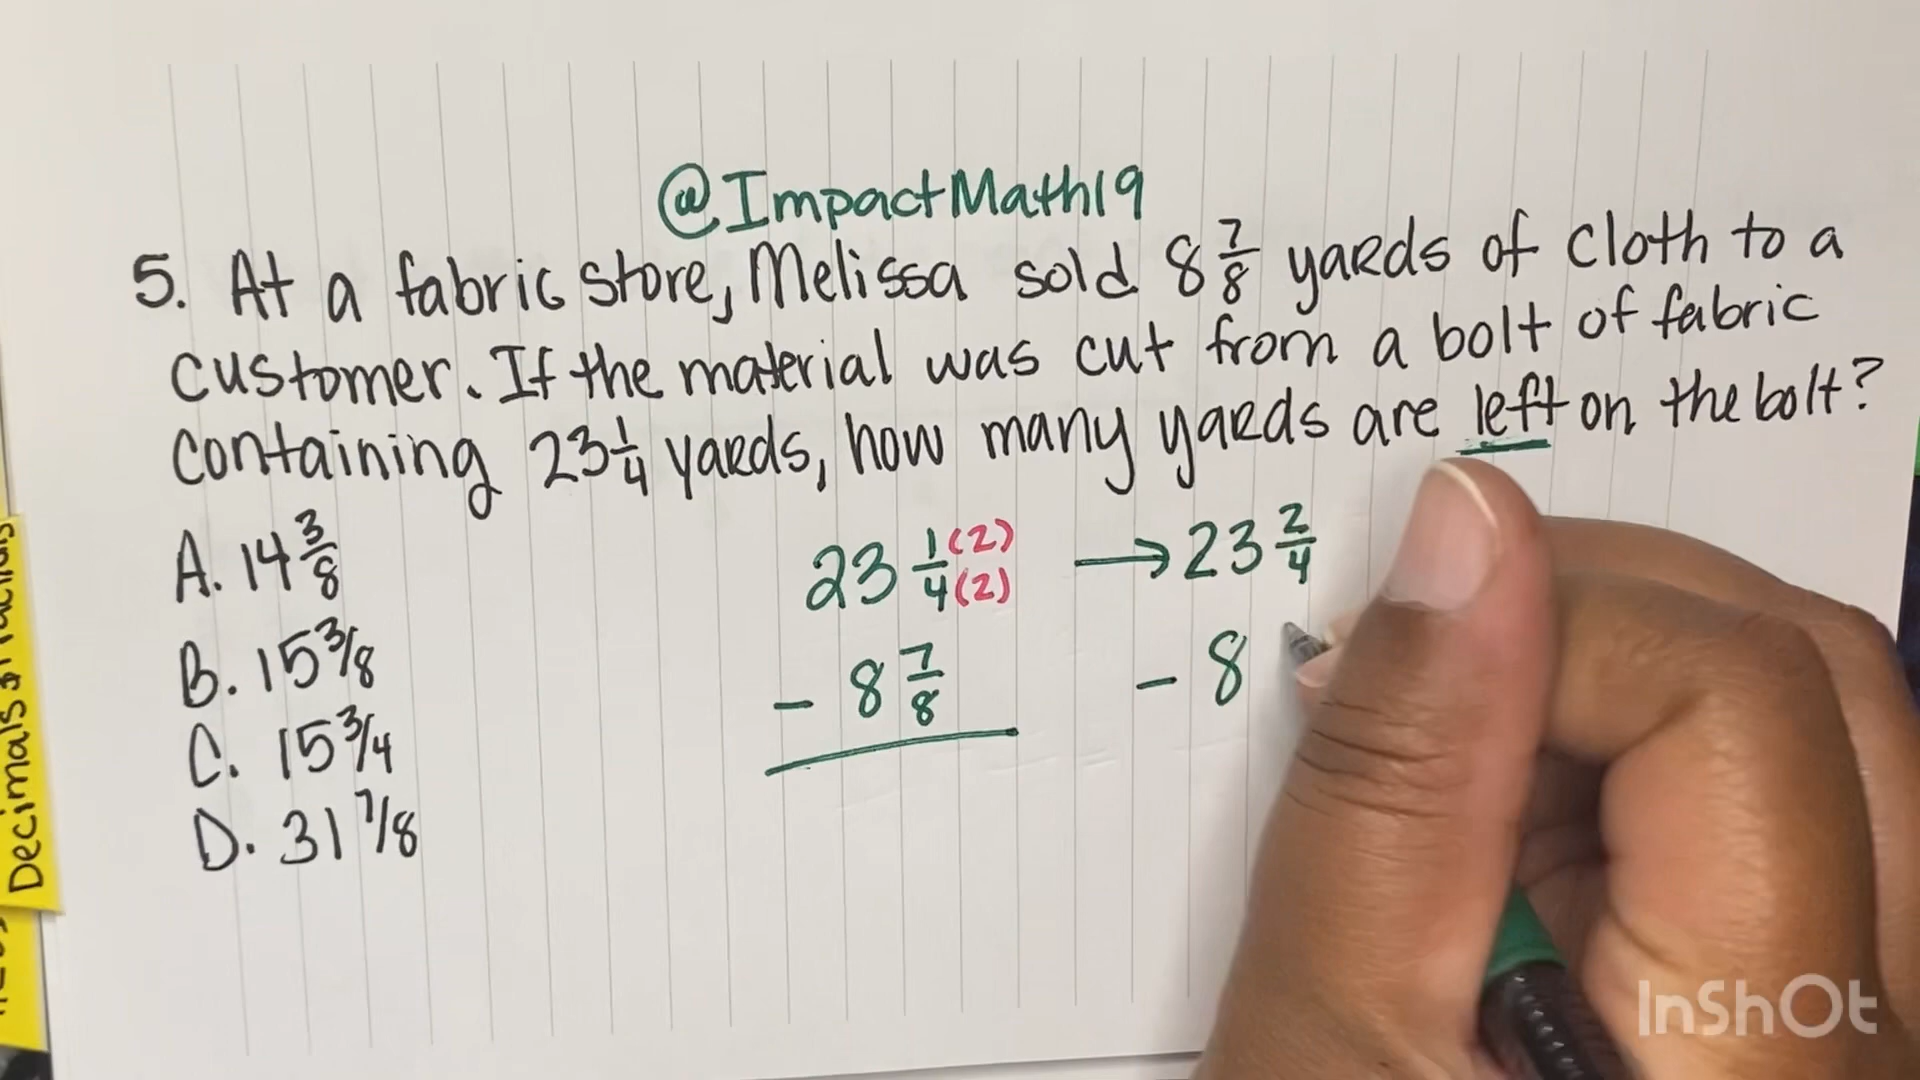 @ImpactMath19
5. At a fabric store, Melissa sold 8 7/8 yards of cloth to a
customer. If the material was cut from a bolt of fabric
containing 23 1/4 yards, how many yards are left on the bolt?
A. 14 3/8
B. 15 3/8
C. 15 3/4
D. 31 7/8
23 1(2)/4(2) → 23 2/4
- 8 7/8 - 8
Decimals
InShOt